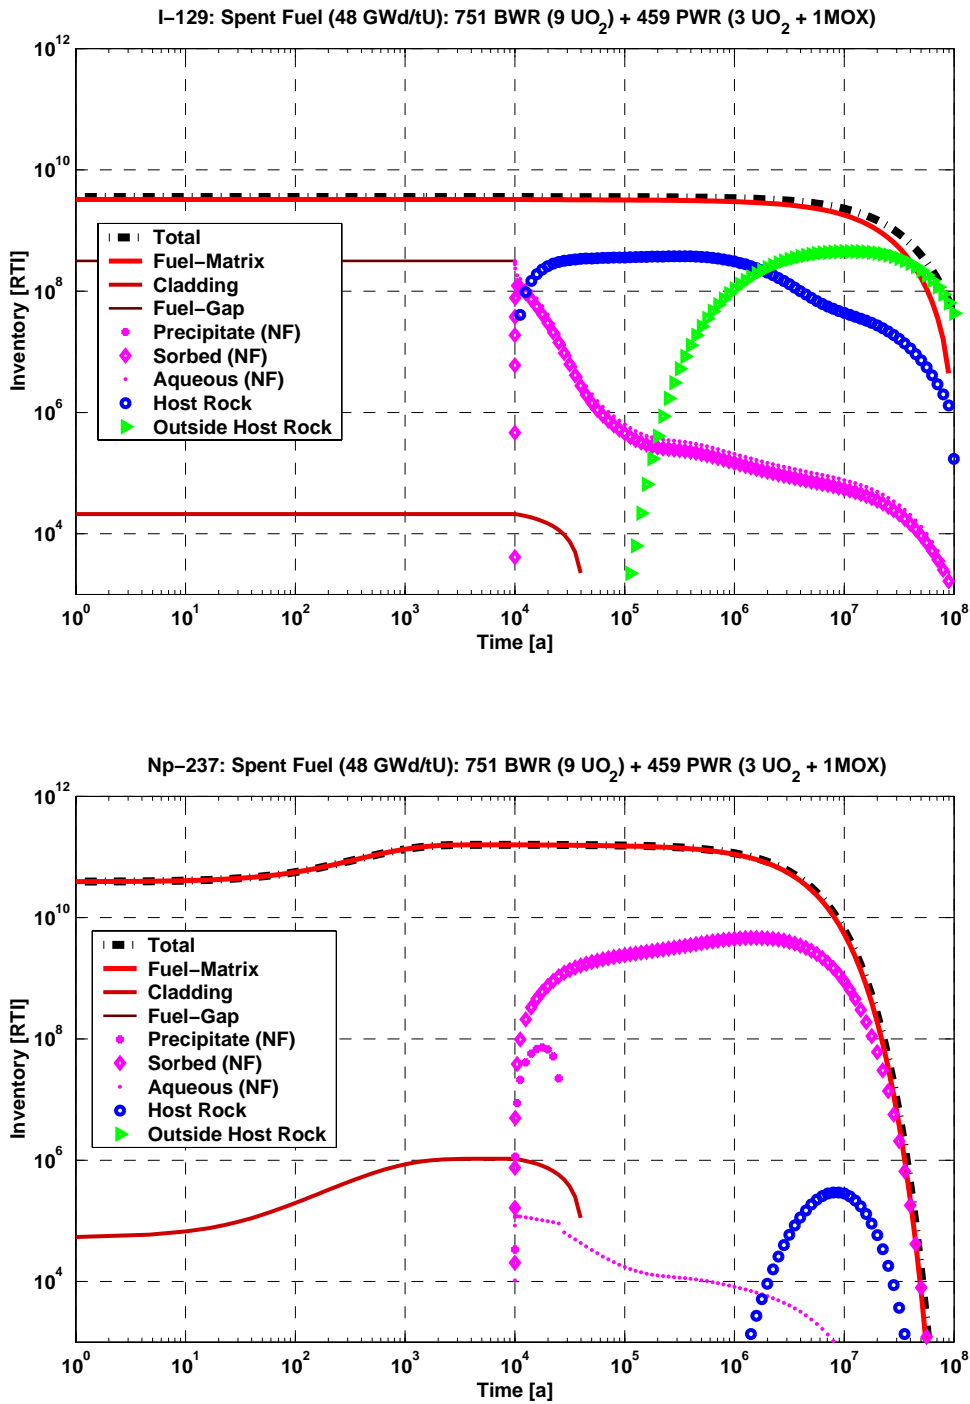 I−129: Spent Fuel (48 GWd/tU): 751 BWR (9 UO2) + 459 PWR (3 UO2 + 1MOX)
10^12
10^10
10^8
10^6
10^4
Inventory [RTI]
Total
Fuel−Matrix
Cladding
Fuel−Gap
Precipitate (NF)
Sorbed (NF)
Aqueous (NF)
Host Rock
Outside Host Rock
10^0 10^1 10^2 10^3 10^4 10^5 10^6 10^7 10^8
Time [a]
Np−237: Spent Fuel (48 GWd/tU): 751 BWR (9 UO2) + 459 PWR (3 UO2 + 1MOX)
10^12
10^10
10^8
10^6
10^4
Inventory [RTI]
Total
Fuel−Matrix
Cladding
Fuel−Gap
Precipitate (NF)
Sorbed (NF)
Aqueous (NF)
Host Rock
Outside Host Rock
10^0 10^1 10^2 10^3 10^4 10^5 10^6 10^7 10^8
Time [a]